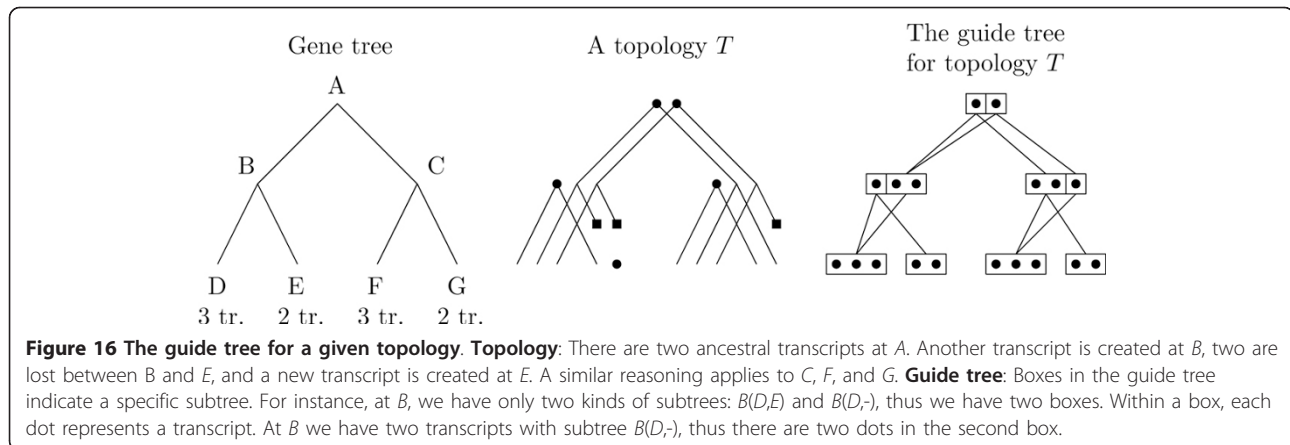 Gene tree
A topology T
The guide tree
for topology T
A
B
C
D
E
F
G
3 tr.
2 tr.
3 tr.
2 tr.
Figure 16 The guide tree for a given topology. Topology: There are two ancestral transcripts at A. Another transcript is created at B, two are
lost between B and E, and a new transcript is created at E. A similar reasoning applies to C, F, and G. Guide tree: Boxes in the guide tree
indicate a specific subtree. For instance, at B, we have only two kinds of subtrees: B(D,E) and B(D,-), thus we have two boxes. Within a box, each
dot represents a transcript. At B we have two transcripts with subtree B(D,-), thus there are two dots in the second box.